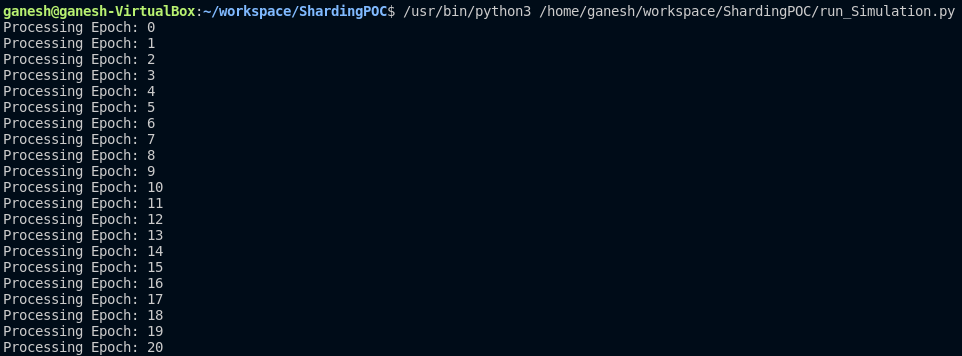 ganesh@ganesh-VirtualBox:~/workspace/ShardingPOC$ /usr/bin/python3 /home/ganesh/workspace/ShardingPOC/run_Simulation.py
Processing Epoch: 0
Processing Epoch: 1
Processing Epoch: 2
Processing Epoch: 3
Processing Epoch: 4
Processing Epoch: 5
Processing Epoch: 6
Processing Epoch: 7
Processing Epoch: 8
Processing Epoch: 9
Processing Epoch: 10
Processing Epoch: 11
Processing Epoch: 12
Processing Epoch: 13
Processing Epoch: 14
Processing Epoch: 15
Processing Epoch: 16
Processing Epoch: 17
Processing Epoch: 18
Processing Epoch: 19
Processing Epoch: 20